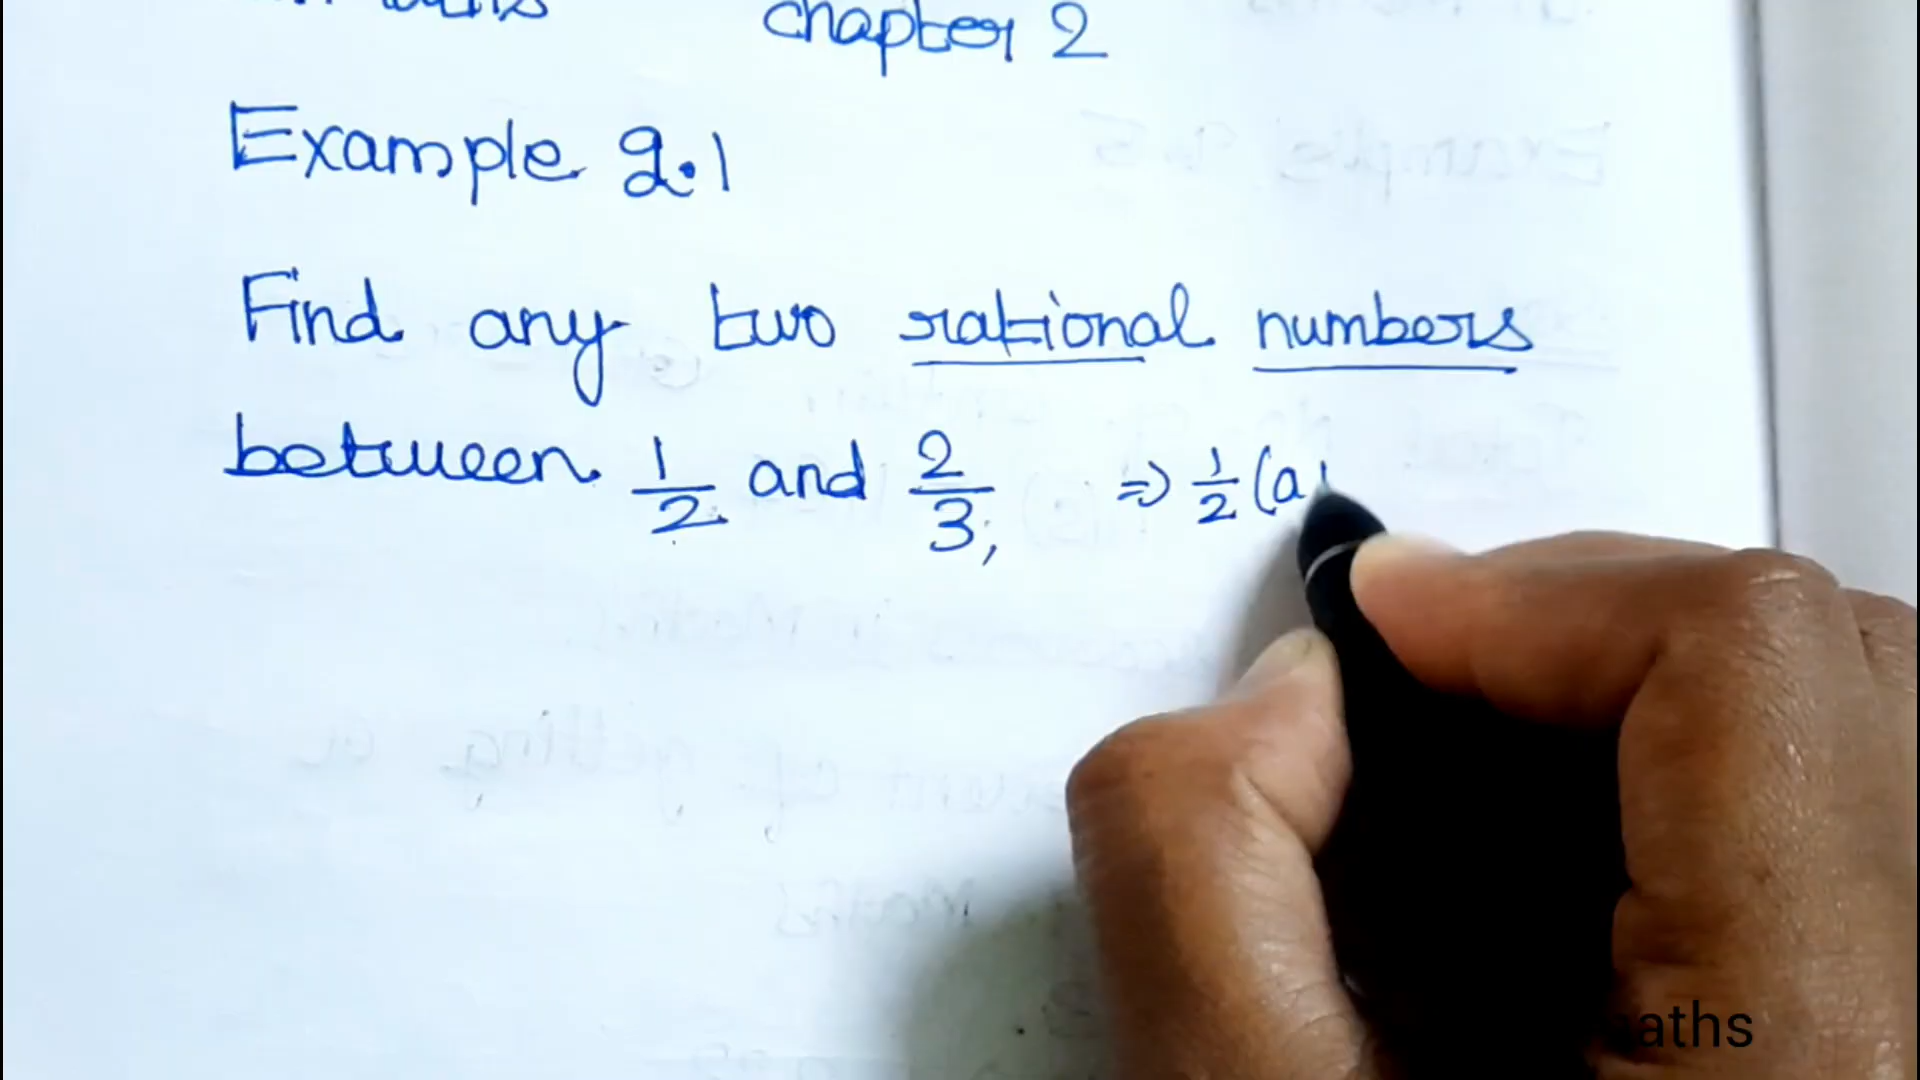 chapter 2
Example 2.1
Find any two rational numbers
between 1/2 and 2/3, ⇒ 1/2 (a
aths